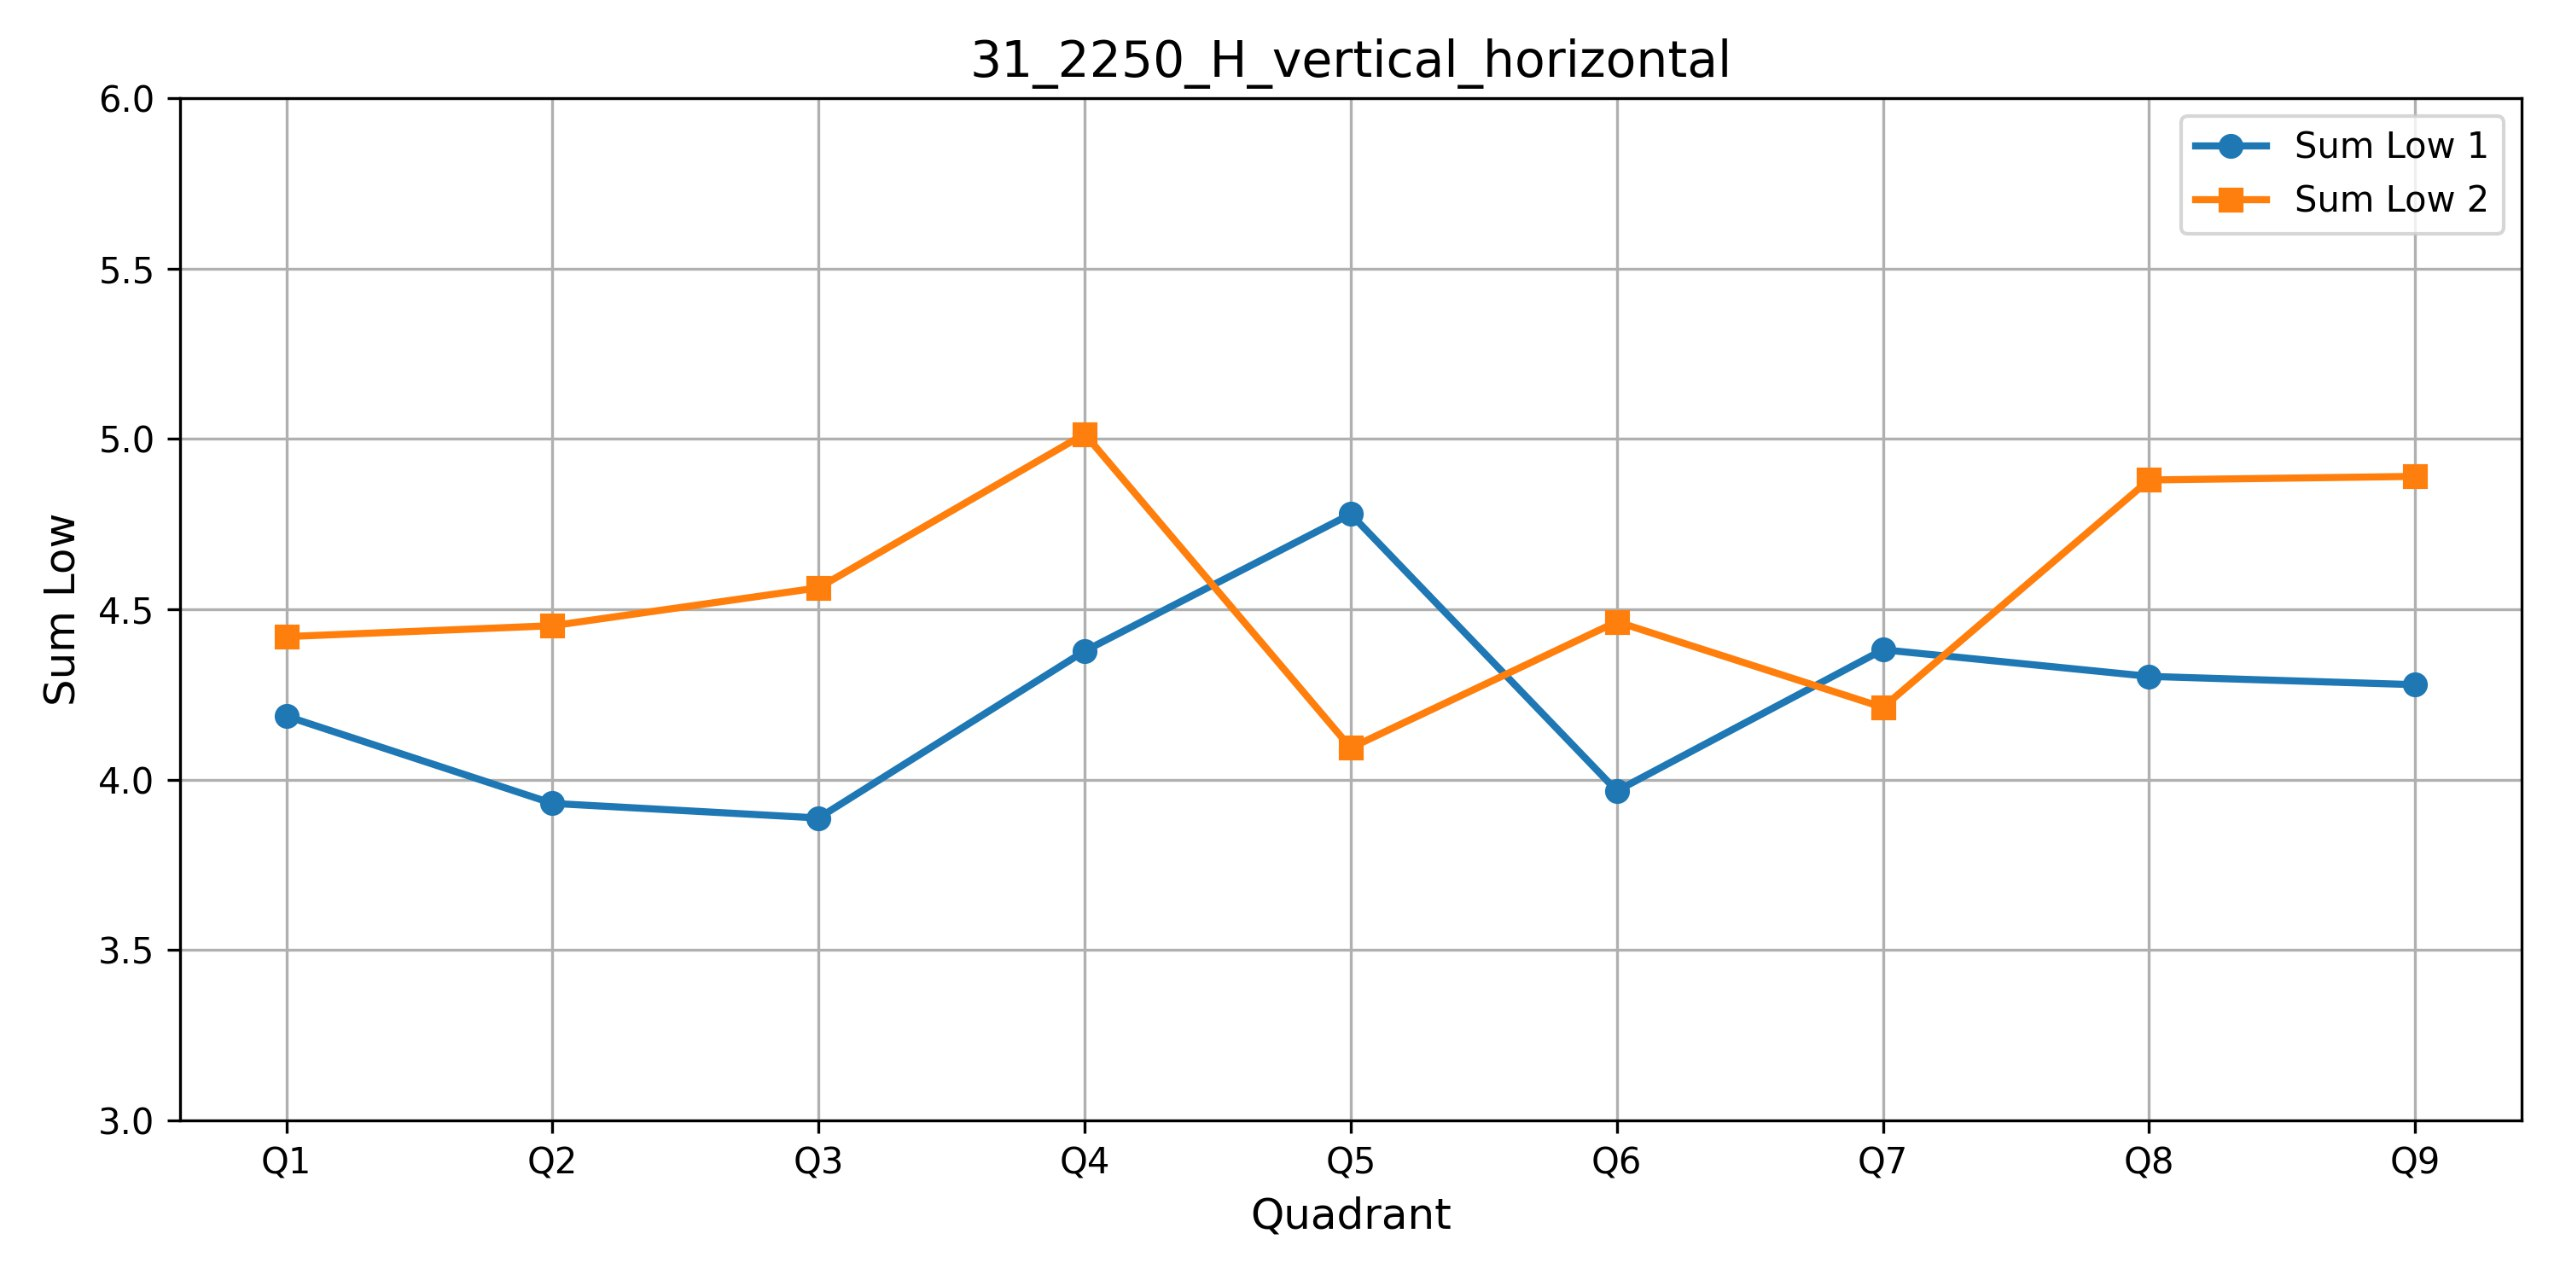 31_2250_H_vertical_horizontal
6.0
5.5
5.0
4.5
4.0
3.5
3.0
Sum Low
Sum Low 1
Sum Low 2
Q1 Q2 Q3 Q4 Q5 Q6 Q7 Q8 Q9
Quadrant